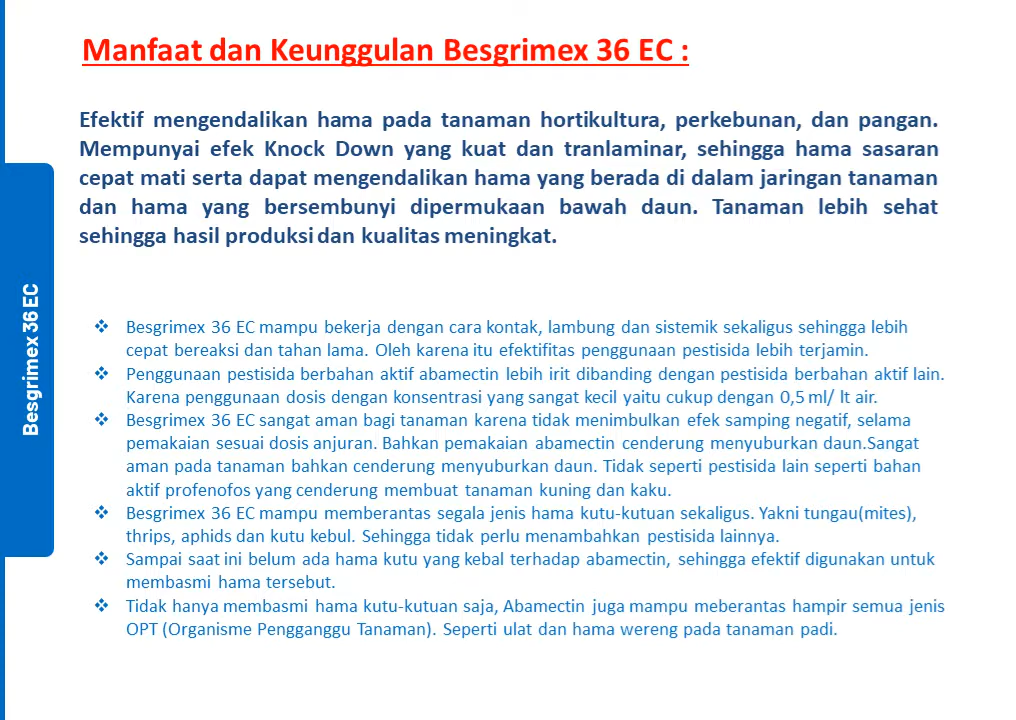 Manfaat dan Keunggulan Besgrimex 36 EC :
Efektif mengendalikan hama pada tanaman hortikultura, perkebunan, dan pangan.
Mempunyai efek Knock Down yang kuat dan tranlaminar, sehingga hama sasaran
cepat mati serta dapat mengendalikan hama yang berada di dalam jaringan tanaman
dan hama yang bersembunyi dipermukaan bawah daun. Tanaman lebih sehat
sehingga hasil produksi dan kualitas meningkat.
Besgrimex 36 EC
❖ Besgrimex 36 EC mampu bekerja dengan cara kontak, lambung dan sistemik sekaligus sehingga lebih
cepat bereaksi dan tahan lama. Oleh karena itu efektifitas penggunaan pestisida lebih terjamin.
❖ Penggunaan pestisida berbahan aktif abamectin lebih irit dibanding dengan pestisida berbahan aktif lain.
Karena penggunaan dosis dengan konsentrasi yang sangat kecil yaitu cukup dengan 0,5 ml/ lt air.
❖ Besgrimex 36 EC sangat aman bagi tanaman karena tidak menimbulkan efek samping negatif, selama
pemakaian sesuai dosis anjuran. Bahkan pemakaian abamectin cenderung menyuburkan daun.Sangat
aman pada tanaman bahkan cenderung menyuburkan daun. Tidak seperti pestisida lain seperti bahan
aktif profenofos yang cenderung membuat tanaman kuning dan kaku.
❖ Besgrimex 36 EC mampu memberantas segala jenis hama kutu-kutuan sekaligus. Yakni tungau(mites),
thrips, aphids dan kutu kebul. Sehingga tidak perlu menambahkan pestisida lainnya.
❖ Sampai saat ini belum ada hama kutu yang kebal terhadap abamectin, sehingga efektif digunakan untuk
membasmi hama tersebut.
❖ Tidak hanya membasmi hama kutu-kutuan saja, Abamectin juga mampu meberantas hampir semua jenis
OPT (Organisme Pengganggu Tanaman). Seperti ulat dan hama wereng pada tanaman padi.